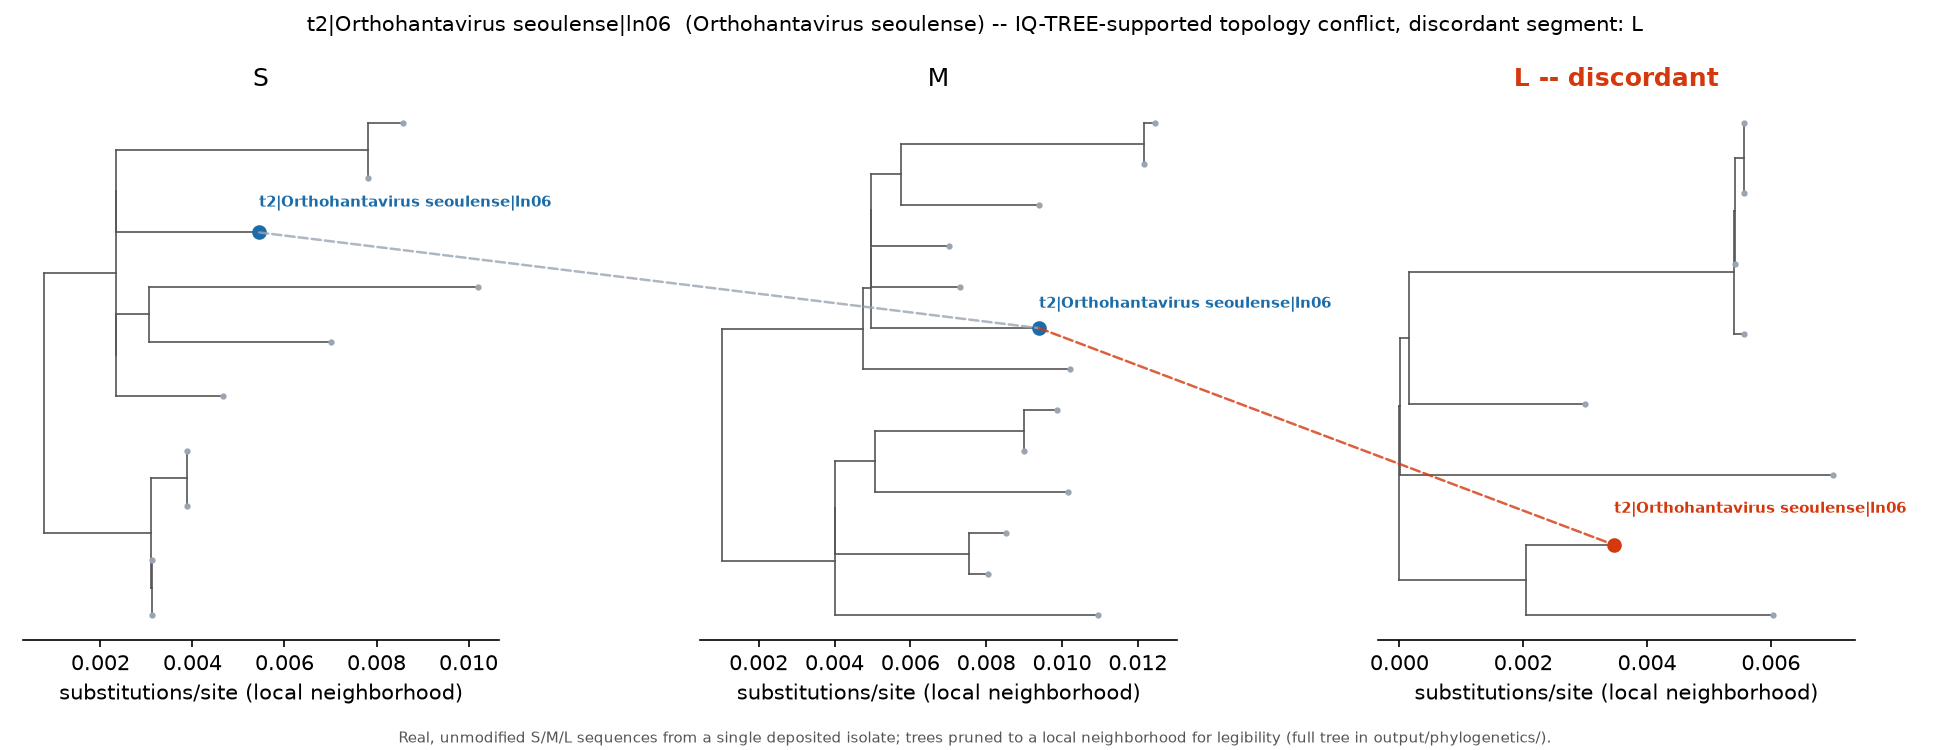 t2|Orthohantavirus seoulense|ln06  (Orthohantavirus seoulense) -- IQ-TREE-supported topology conflict, discordant segment: L
S
M
L -- discordant
t2|Orthohantavirus seoulense|ln06
t2|Orthohantavirus seoulense|ln06
t2|Orthohantavirus seoulense|ln06
0.002 0.004 0.006 0.008 0.010
0.002 0.004 0.006 0.008 0.010 0.012
0.000 0.002 0.004 0.006
substitutions/site (local neighborhood)
substitutions/site (local neighborhood)
substitutions/site (local neighborhood)
Real, unmodified S/M/L sequences from a single deposited isolate; trees pruned to a local neighborhood for legibility (full tree in output/phylogenetics/).